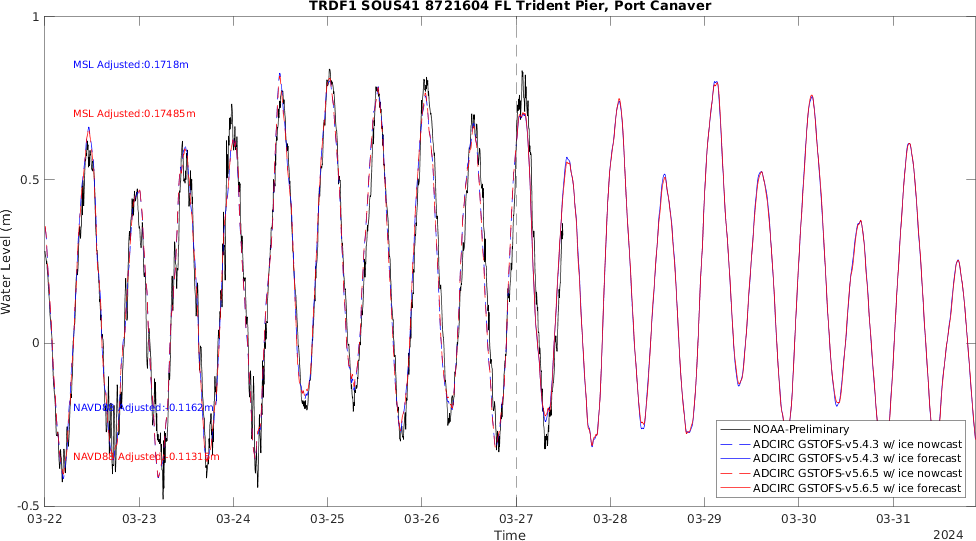 TRDF1 SOUS41 8721604 FL Trident Pier, Port Canaver
1
MSL Adjusted:0.1718m
MSL Adjusted:0.17485m
0.5
Water Level (m)
0
NAVD88 Adjusted:-0.1162m
NAVD88 Adjusted:-0.1131 m
-0.5
NOAA-Preliminary
ADCIRC GSTOFS-v5.4.3 w/ ice nowcast
ADCIRC GSTOFS-v5.4.3 w/ ice forecast
ADCIRC GSTOFS-v5.6.5 w/ ice nowcast
ADCIRC GSTOFS-v5.6.5 w/ ice forecast
03-22 03-23 03-24 03-25 03-26 03-27 03-28 03-29 03-30 03-31
Time
2024